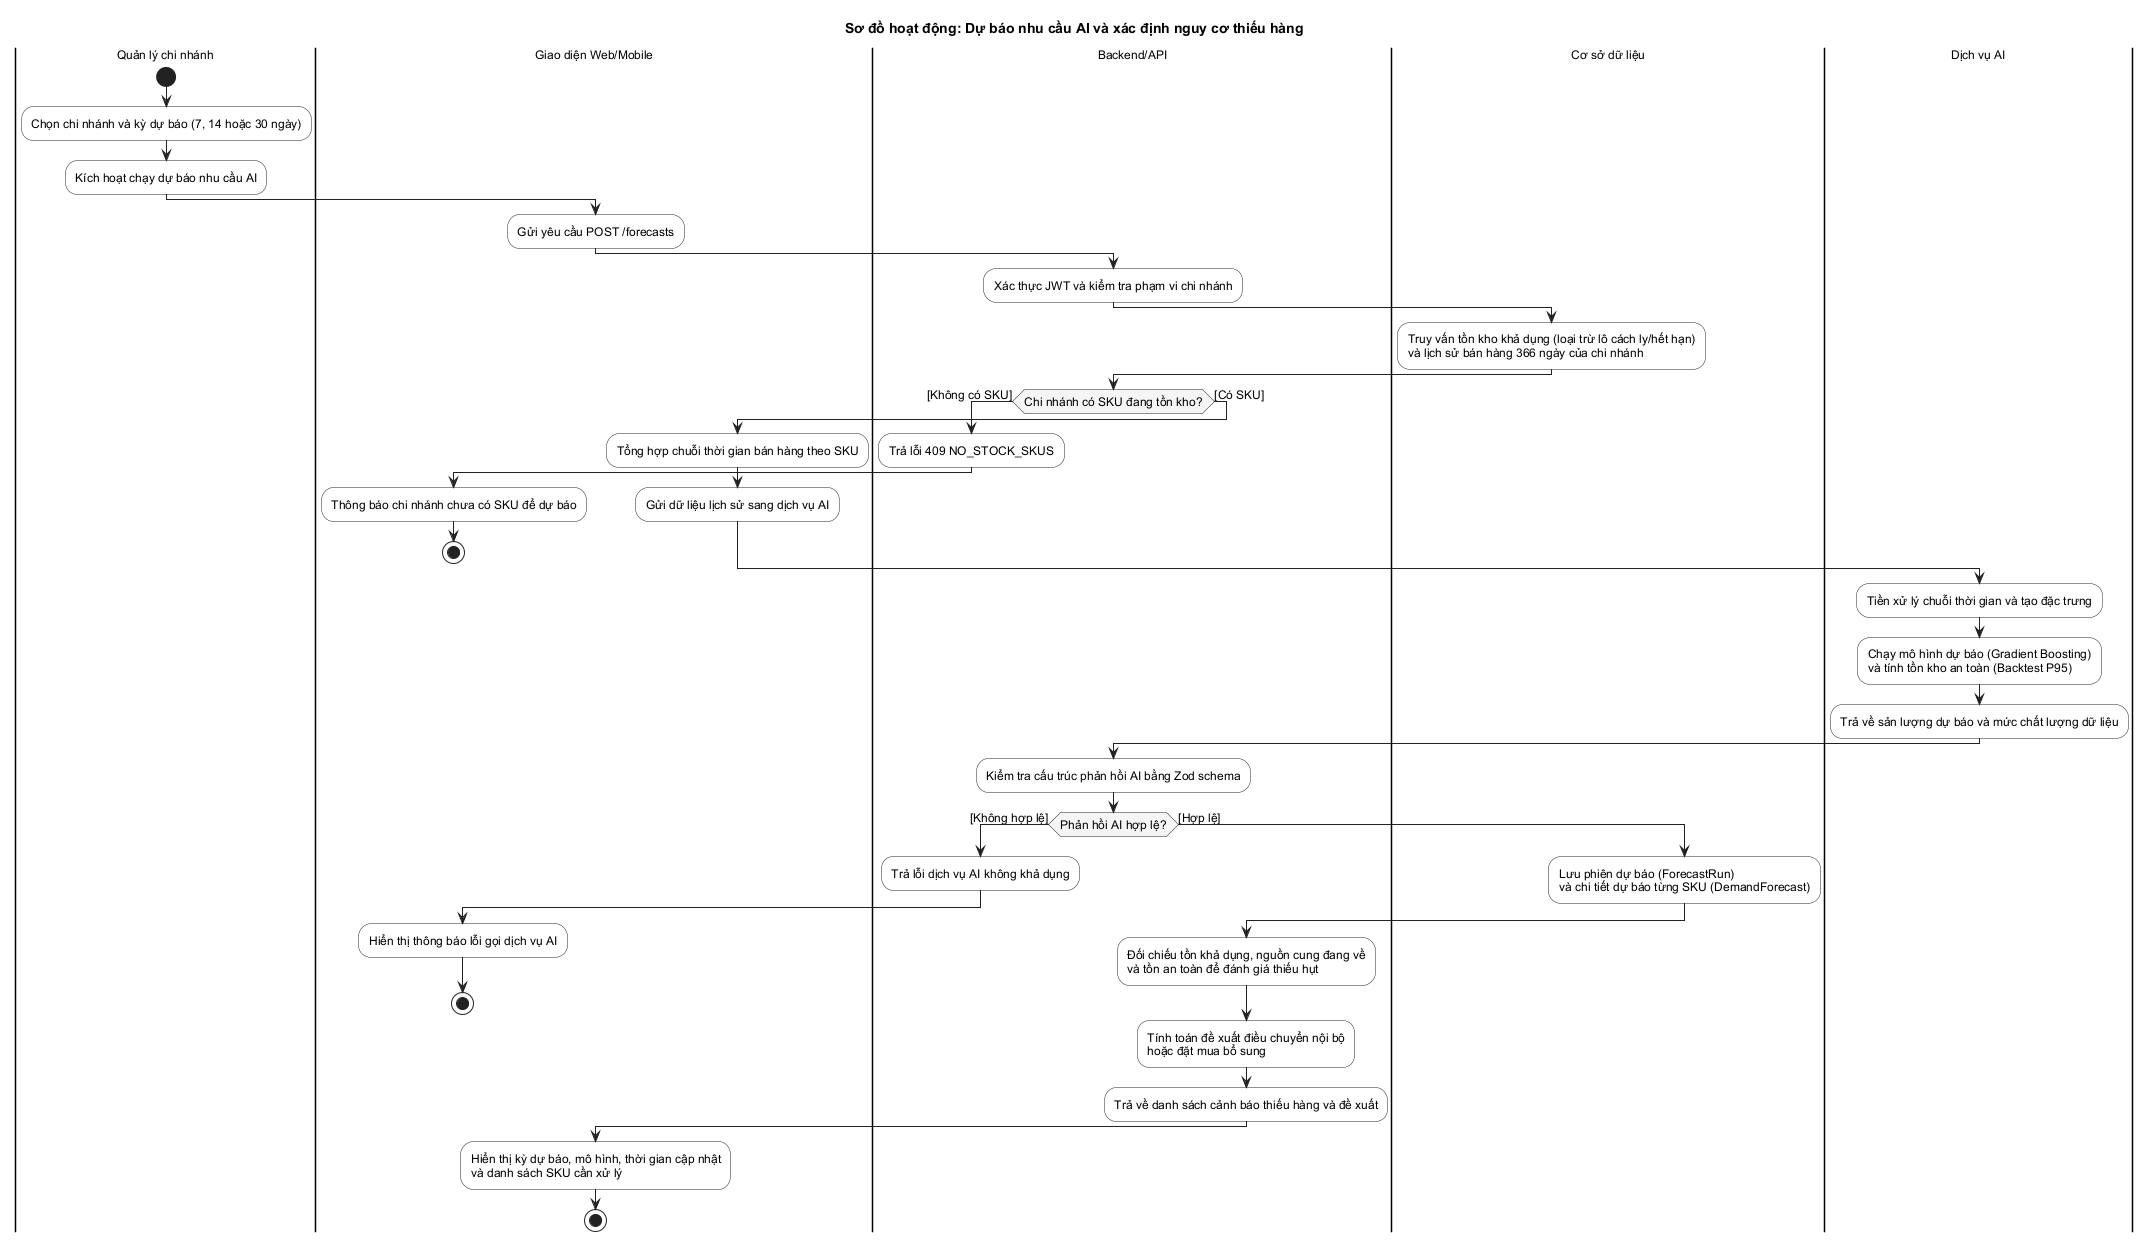 Sơ đồ hoạt động: Dự báo nhu cầu AI và xác định nguy cơ thiếu hàng
Quản lý chi nhánh
Giao diện Web/Mobile
Backend/API
Cơ sở dữ liệu
Dịch vụ AI
Chọn chi nhánh và kỳ dự báo (7, 14 hoặc 30 ngày)
Kích hoạt chạy dự báo nhu cầu AI
Gửi yêu cầu POST /forecasts
Xác thực JWT và kiểm tra phạm vi chi nhánh
Truy vấn tồn kho khả dụng (loại trừ lô cách ly/hết hạn)
và lịch sử bán hàng 366 ngày của chi nhánh
[Không có SKU]
Chi nhánh có SKU đang tồn kho?
[Có SKU]
Tổng hợp chuỗi thời gian bán hàng theo SKU
Trả lỗi 409 NO_STOCK_SKUS
Thông báo chi nhánh chưa có SKU để dự báo
Gửi dữ liệu lịch sử sang dịch vụ AI
Tiền xử lý chuỗi thời gian và tạo đặc trưng
Chạy mô hình dự báo (Gradient Boosting)
và tính tồn kho an toàn (Backtest P95)
Trả về sản lượng dự báo và mức chất lượng dữ liệu
Kiểm tra cấu trúc phản hồi AI bằng Zod schema
[Không hợp lệ]
Phản hồi AI hợp lệ?
[Hợp lệ]
Trả lỗi dịch vụ AI không khả dụng
Lưu phiên dự báo (ForecastRun)
và chi tiết dự báo từng SKU (DemandForecast)
Hiển thị thông báo lỗi gọi dịch vụ AI
Đối chiếu tồn khả dụng, nguồn cung đang về
và tồn an toàn để đánh giá thiếu hụt
Tính toán đề xuất điều chuyển nội bộ
hoặc đặt mua bổ sung
Trả về danh sách cảnh báo thiếu hàng và đề xuất
Hiển thị kỳ dự báo, mô hình, thời gian cập nhật
và danh sách SKU cần xử lý